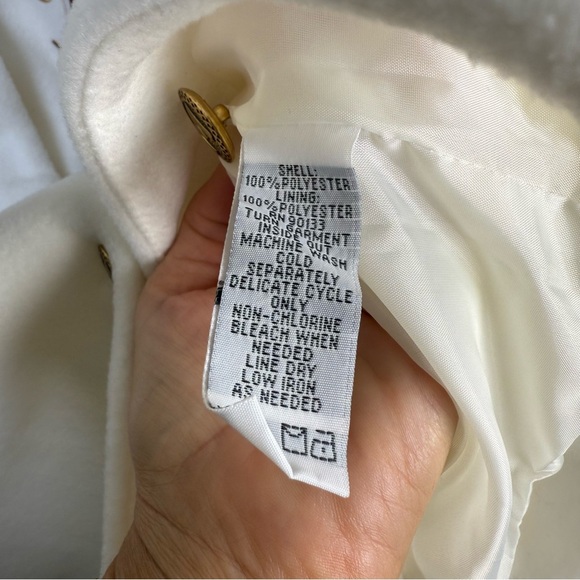 SHELL:
100%POLYESTER
LINING:
100%POLYESTER
RN 90133
TURN GARMENT
INSIDE OUT
MACHINE WASH
COLD
SEPARATELY
DELICATE CYCLE
ONLY
NON-CHLORINE
BLEACH WHEN
NEEDED
LINE DRY
LOW IRON
AS NEEDED